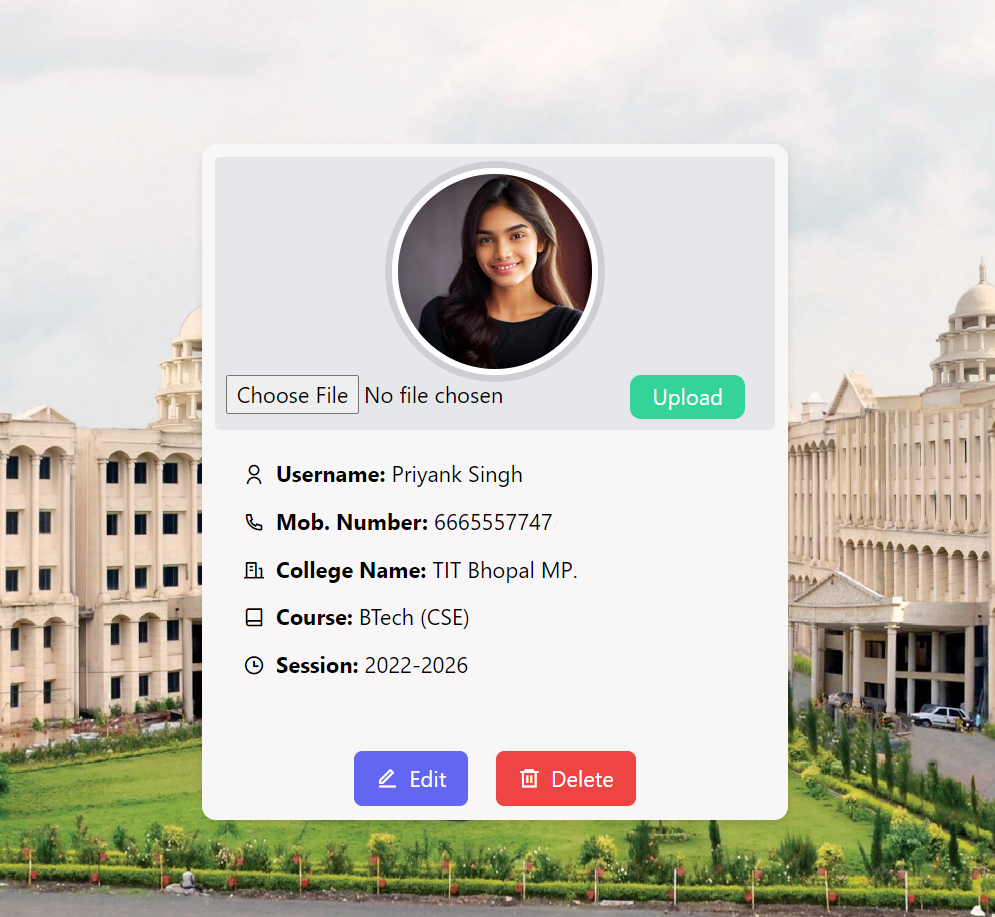 Choose File No file chosen Upload
Username: Priyank Singh
Mob. Number: 6665557747
College Name: TIT Bhopal MP.
Course: BTech (CSE)
Session: 2022-2026
Edit Delete